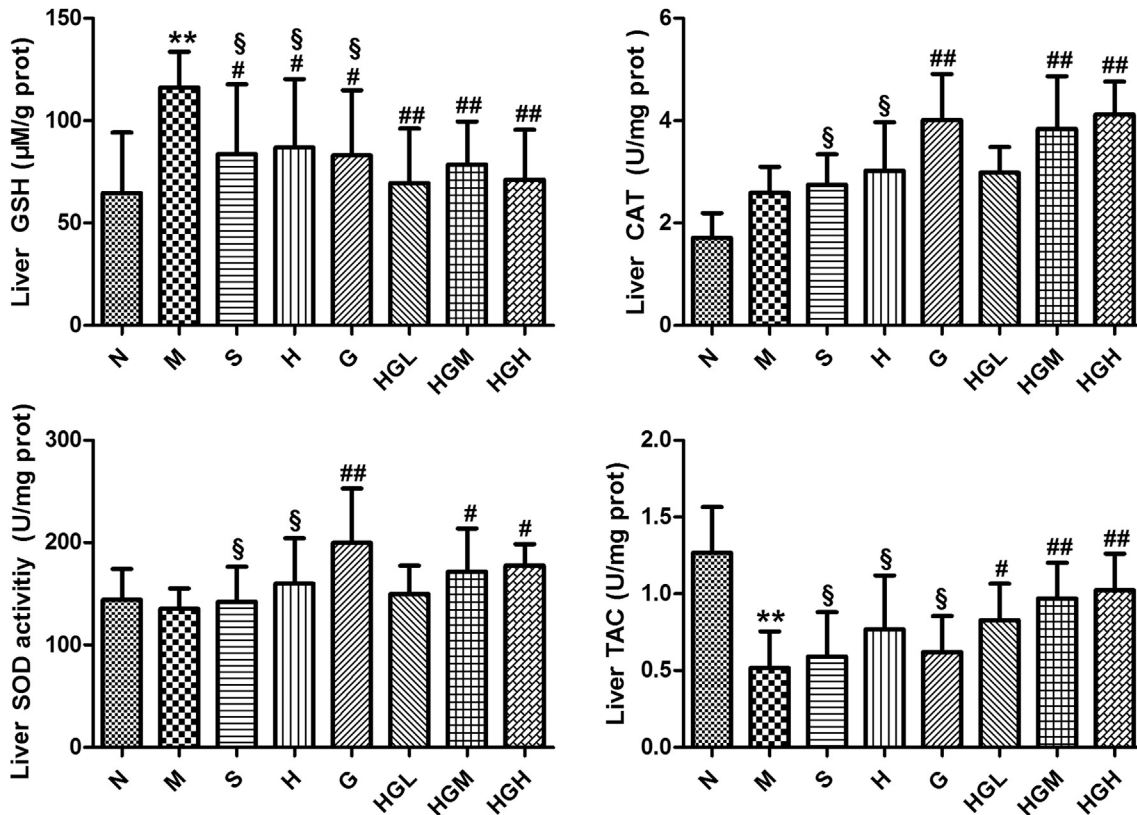 Liver GSH (µM/g prot)
150
100
50
0
**
§
#
§
#
§
#
##
##
##
N
M
S
H
G
HGL
HGM
HGH
Liver CAT (U/mg prot)
6
4
2
0
§
§
##
##
##
N
M
S
H
G
HGL
HGM
HGH
Liver SOD activitiy (U/mg prot)
300
200
100
0
§
§
##
#
#
N
M
S
H
G
HGL
HGM
HGH
Liver TAC (U/mg prot)
2.0
1.5
1.0
0.5
0.0
**
§
§
§
#
##
##
N
M
S
H
G
HGL
HGM
HGH